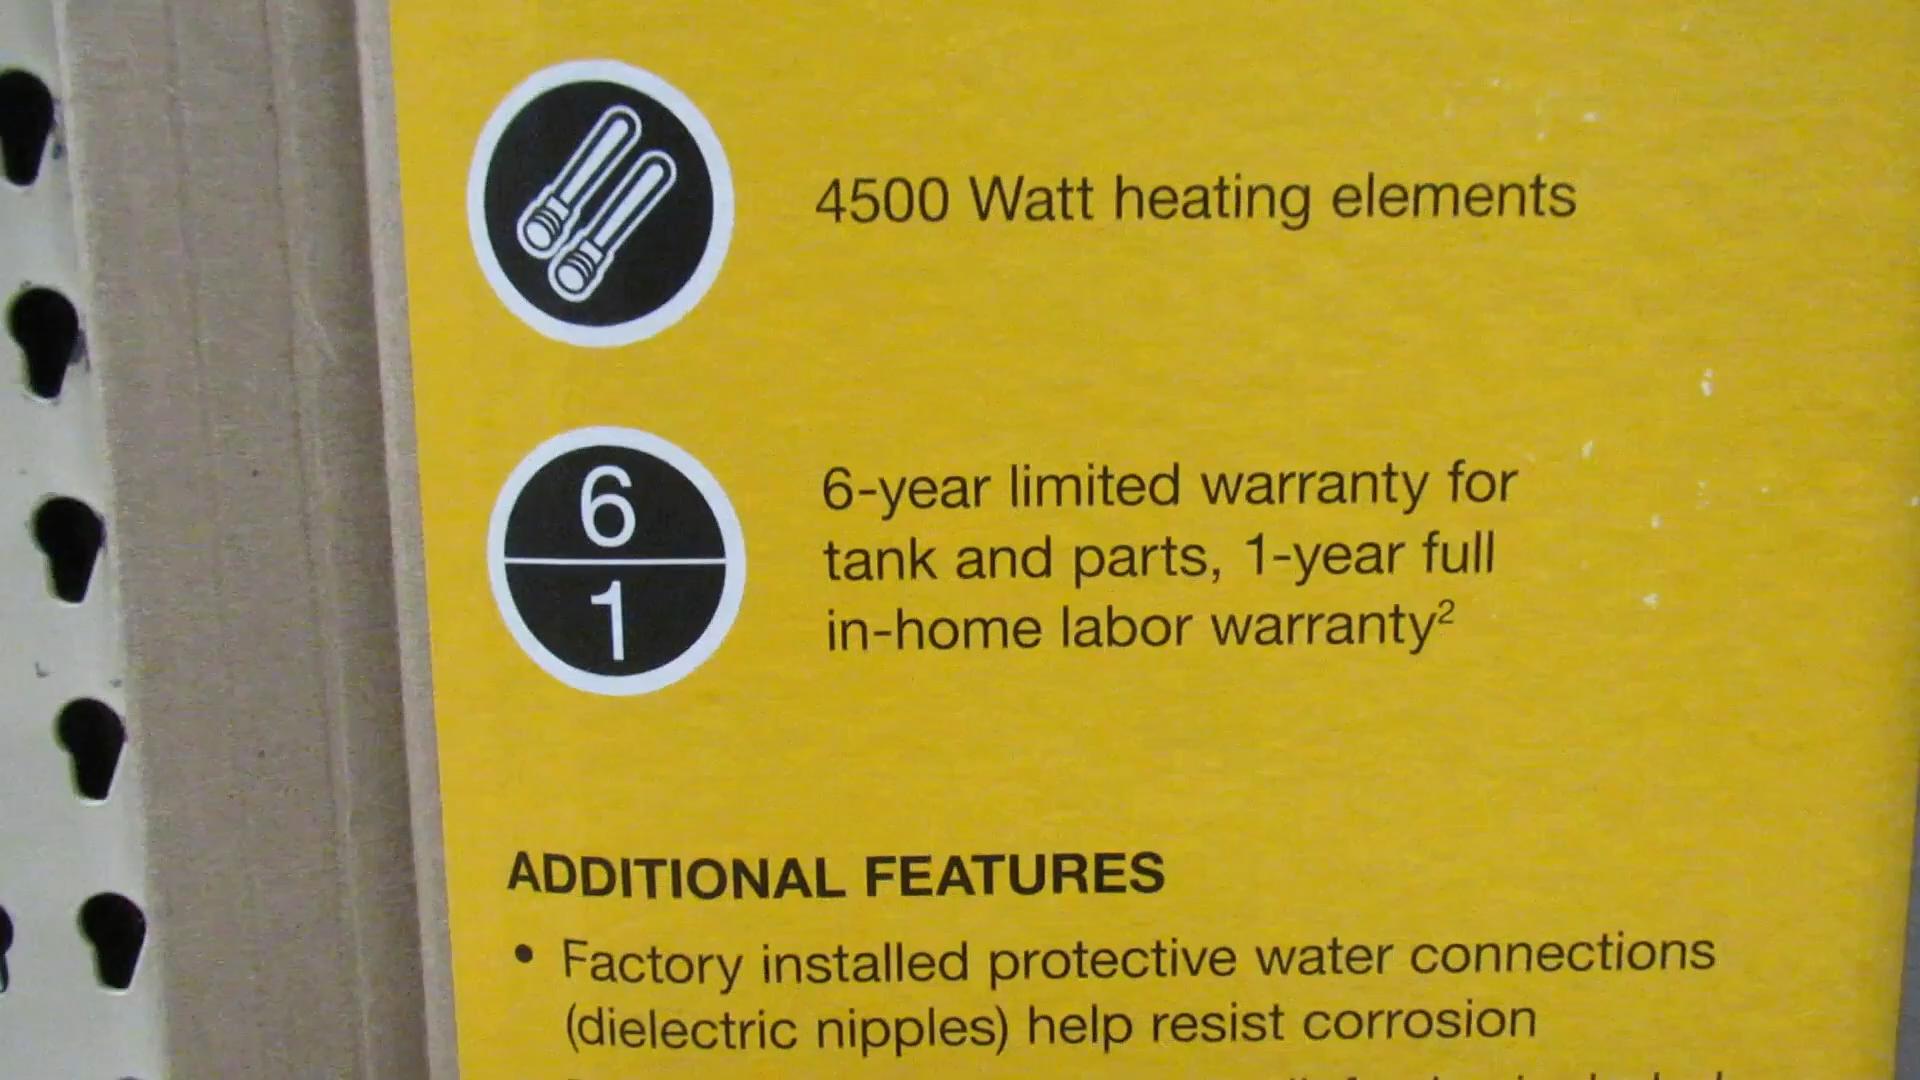 4500 Watt heating elements
6
1
6-year limited warranty for
tank and parts, 1-year full
in-home labor warranty²
ADDITIONAL FEATURES
• Factory installed protective water connections
(dielectric nipples) help resist corrosion